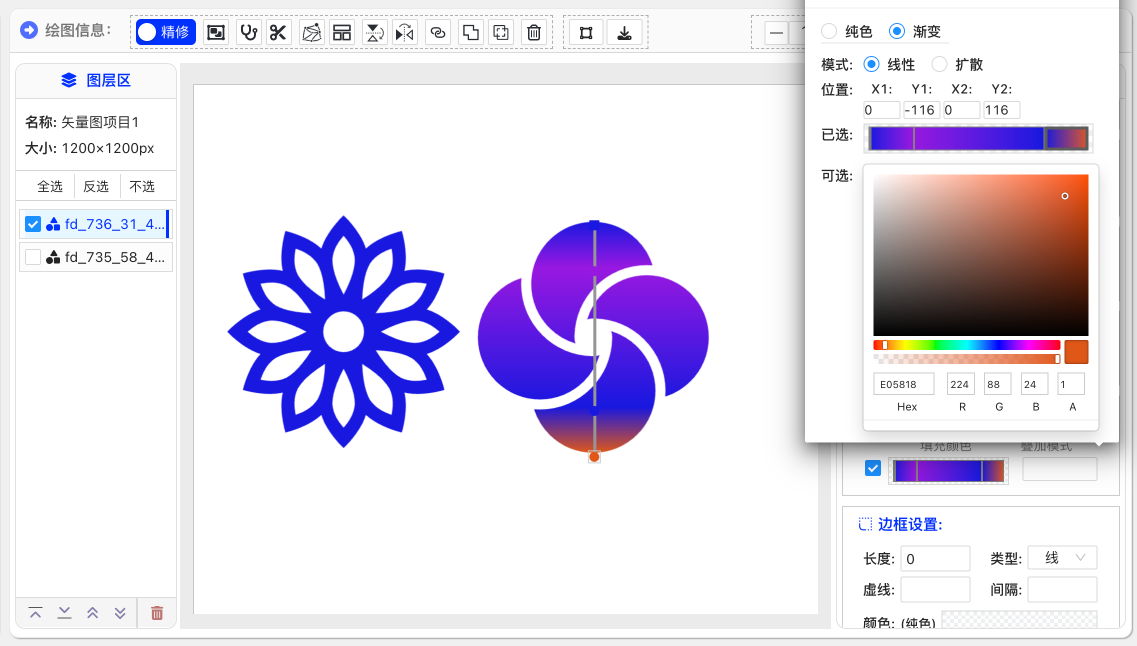 绘图信息:
精修
图层区
名称: 矢量图项目1
大小: 1200×1200px
全选 反选 不选
fd_736_31_4...
fd_735_58_4...
纯色 渐变
模式: 线性 扩散
位置: X1: Y1: X2: Y2:
0 -116 0 116
已选:
可选:
E05818 224 88 24 1
Hex R G B A
填充颜色 叠加模式
边框设置:
长度: 0 类型: 线
虚线: 间隔:
颜色: (纯色)